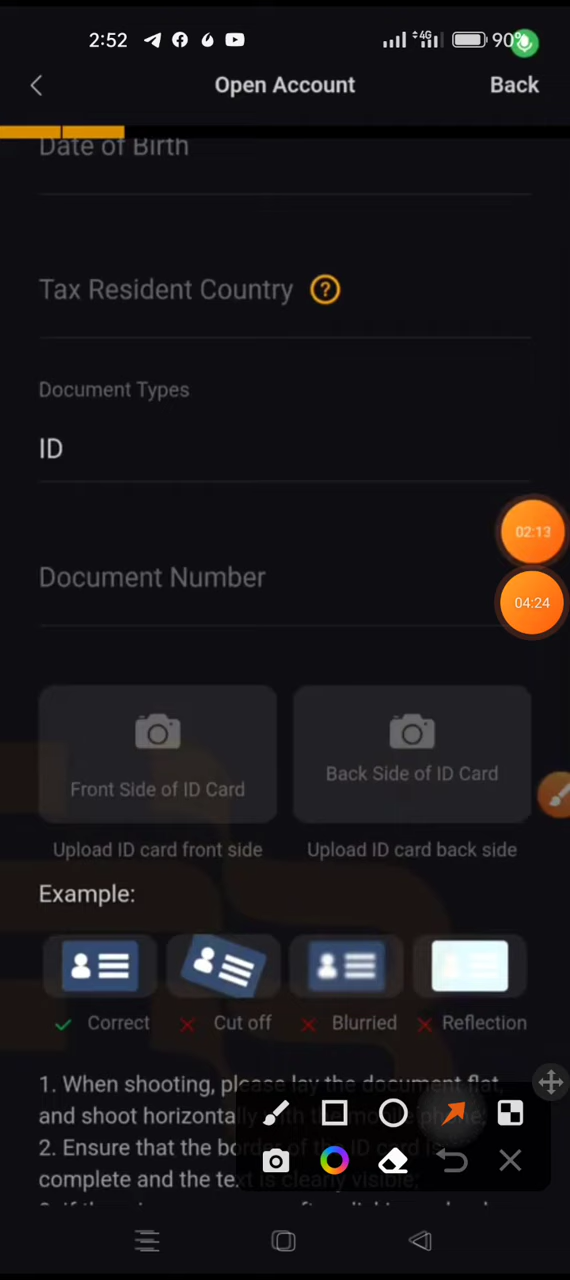 2:52 4G 90%
Open Account Back
Date of Birth
Tax Resident Country ?
Document Types
ID
02:13
Document Number
04:24
Front Side of ID Card Back Side of ID Card
Upload ID card front side Upload ID card back side
Example:
Correct Cut off Blurried Reflection
1. When shooting, please lay the document flat,
and shoot horizontally with the mobile phone;
2. Ensure that the border of the ID card is
complete and the text is clearly visible;